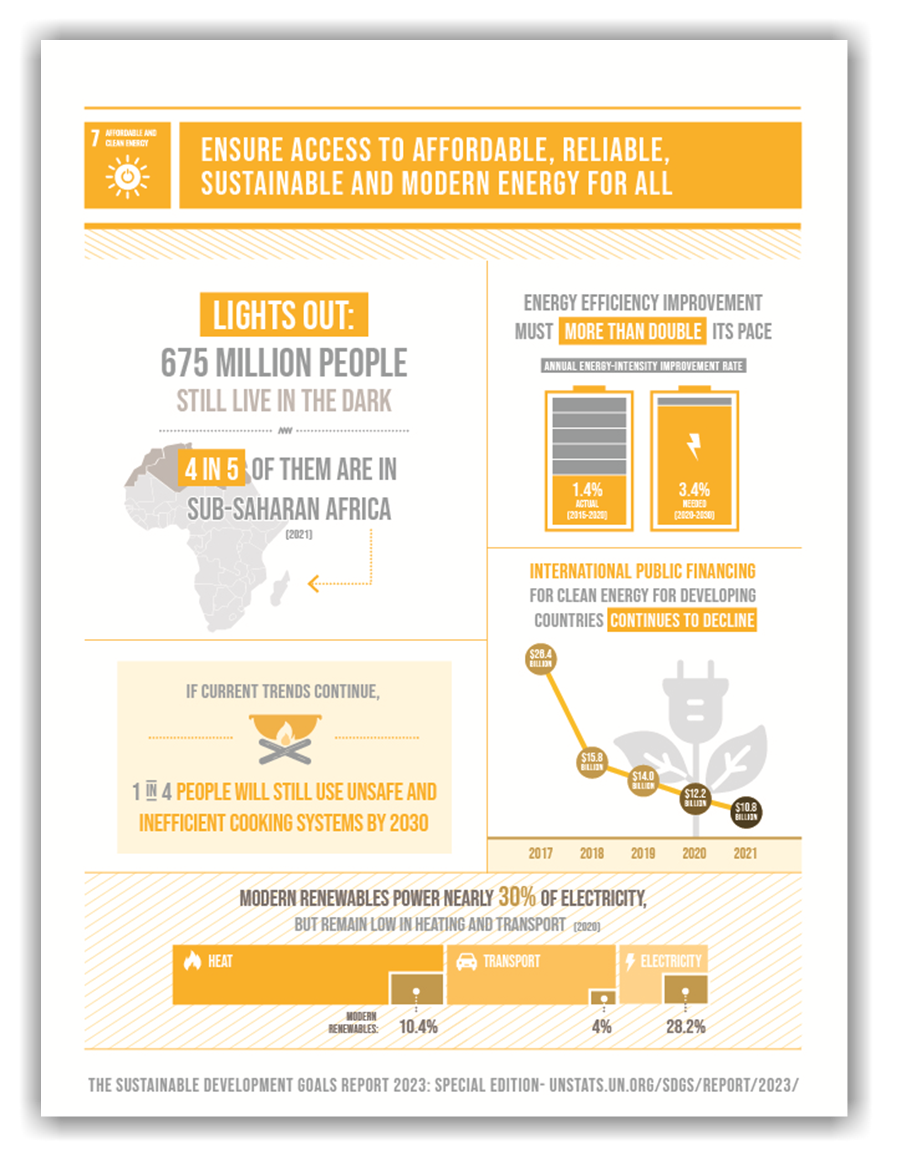 7 AFFORDABLE AND
CLEAN ENERGY
ENSURE ACCESS TO AFFORDABLE, RELIABLE,
SUSTAINABLE AND MODERN ENERGY FOR ALL
LIGHTS OUT:
675 MILLION PEOPLE
STILL LIVE IN THE DARK
4 IN 5 OF THEM ARE IN
SUB-SAHARAN AFRICA
(2021)
IF CURRENT TRENDS CONTINUE,
1 IN 4 PEOPLE WILL STILL USE UNSAFE AND
INEFFICIENT COOKING SYSTEMS BY 2030
ENERGY EFFICIENCY IMPROVEMENT
MUST MORE THAN DOUBLE ITS PACE
ANNUAL ENERGY-INTENSITY IMPROVEMENT RATE
1.4%
ACTUAL
(2015-2020)
3.4%
NEEDED
(2020-2030)
INTERNATIONAL PUBLIC FINANCING
FOR CLEAN ENERGY FOR DEVELOPING
COUNTRIES CONTINUES TO DECLINE
$26.4
BILLION
$15.8
BILLION
$14.0
BILLION
$12.2
BILLION
$10.8
BILLION
2017 2018 2019 2020 2021
MODERN RENEWABLES POWER NEARLY 30% OF ELECTRICITY,
BUT REMAIN LOW IN HEATING AND TRANSPORT (2020)
HEAT TRANSPORT ELECTRICITY
MODERN
RENEWABLES: 10.4% 4% 28.2%
THE SUSTAINABLE DEVELOPMENT GOALS REPORT 2023: SPECIAL EDITION- UNSTATS.UN.ORG/SDGS/REPORT/2023/